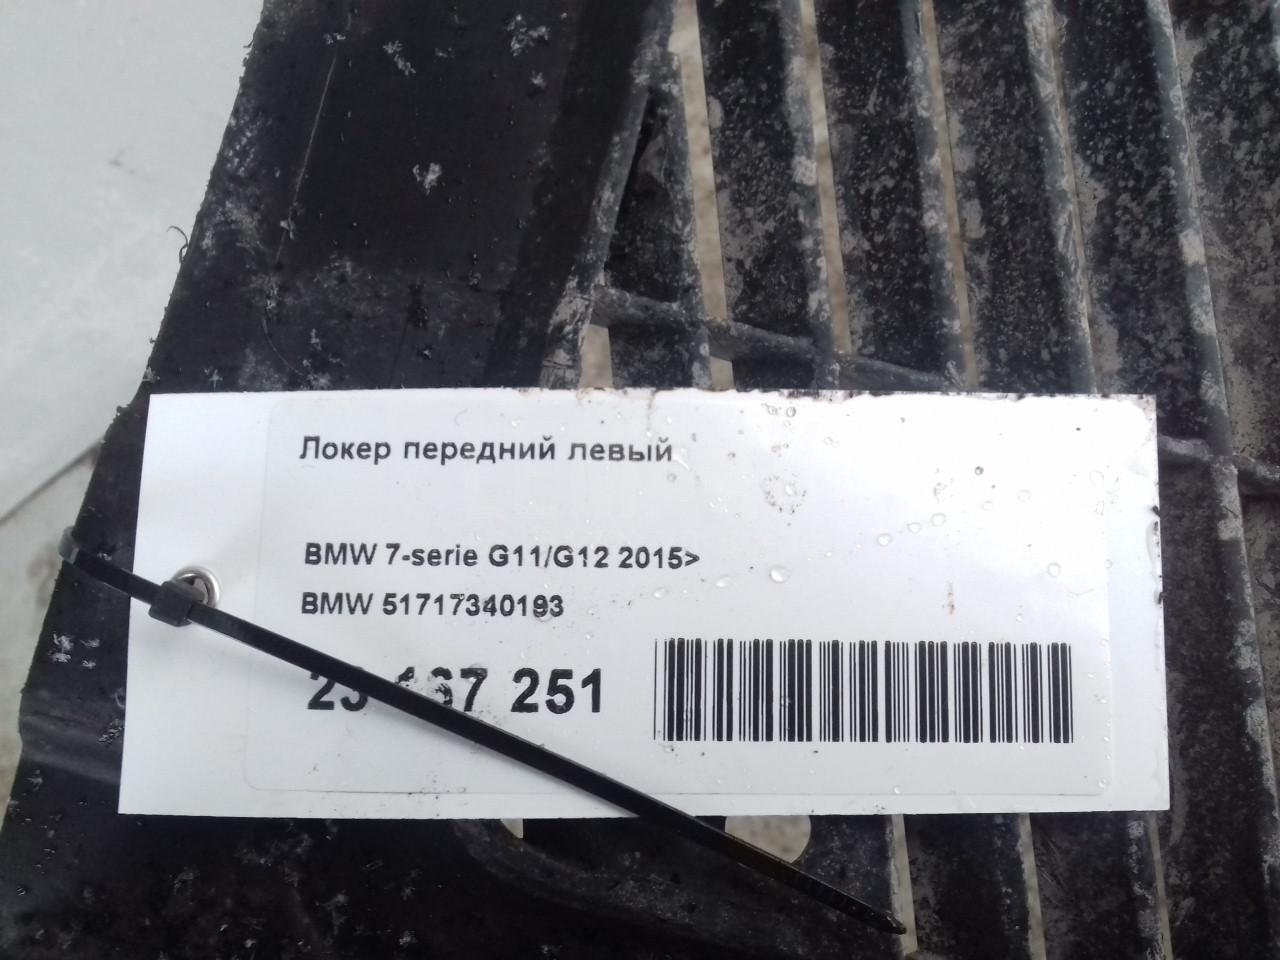 Локер передний левый
BMW 7-serie G11/G12 2015>
BMW 51717340193
251